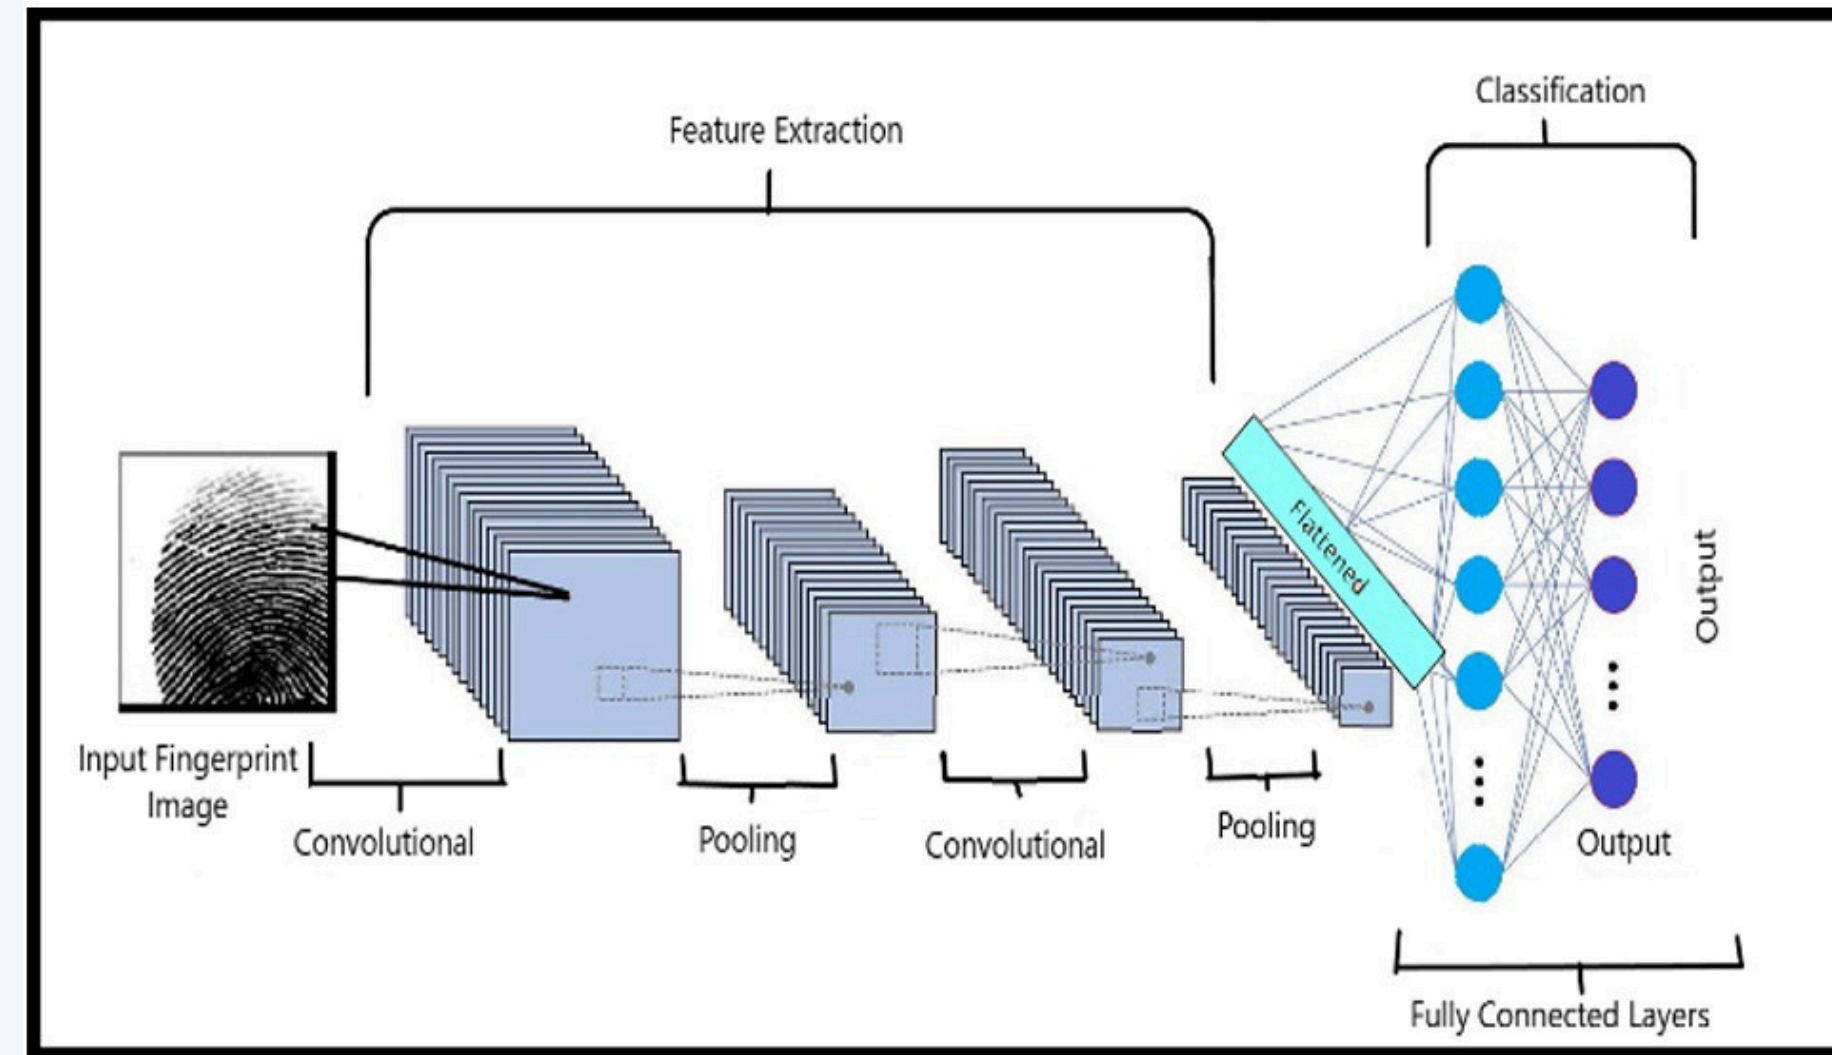 Classification
Feature Extraction
Flattened
Output
Input Fingerprint
Image
Convolutional
Pooling
Convolutional
Pooling
Output
Fully Connected Layers